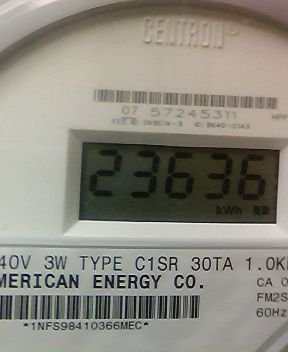 CENTRON®
07 57245311
23636
kWh
40V 3W TYPE C1SR 30TA 1.0K
MERICAN ENERGY CO.
CA 0
FM2S
60Hz
*1NFS98410366MEC*